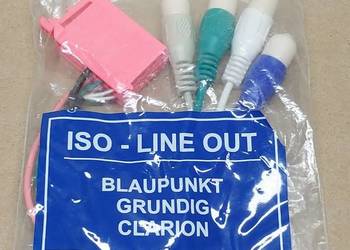 ISO - LINE OUT
BLAUPUNKT
GRUNDIG
CLARION